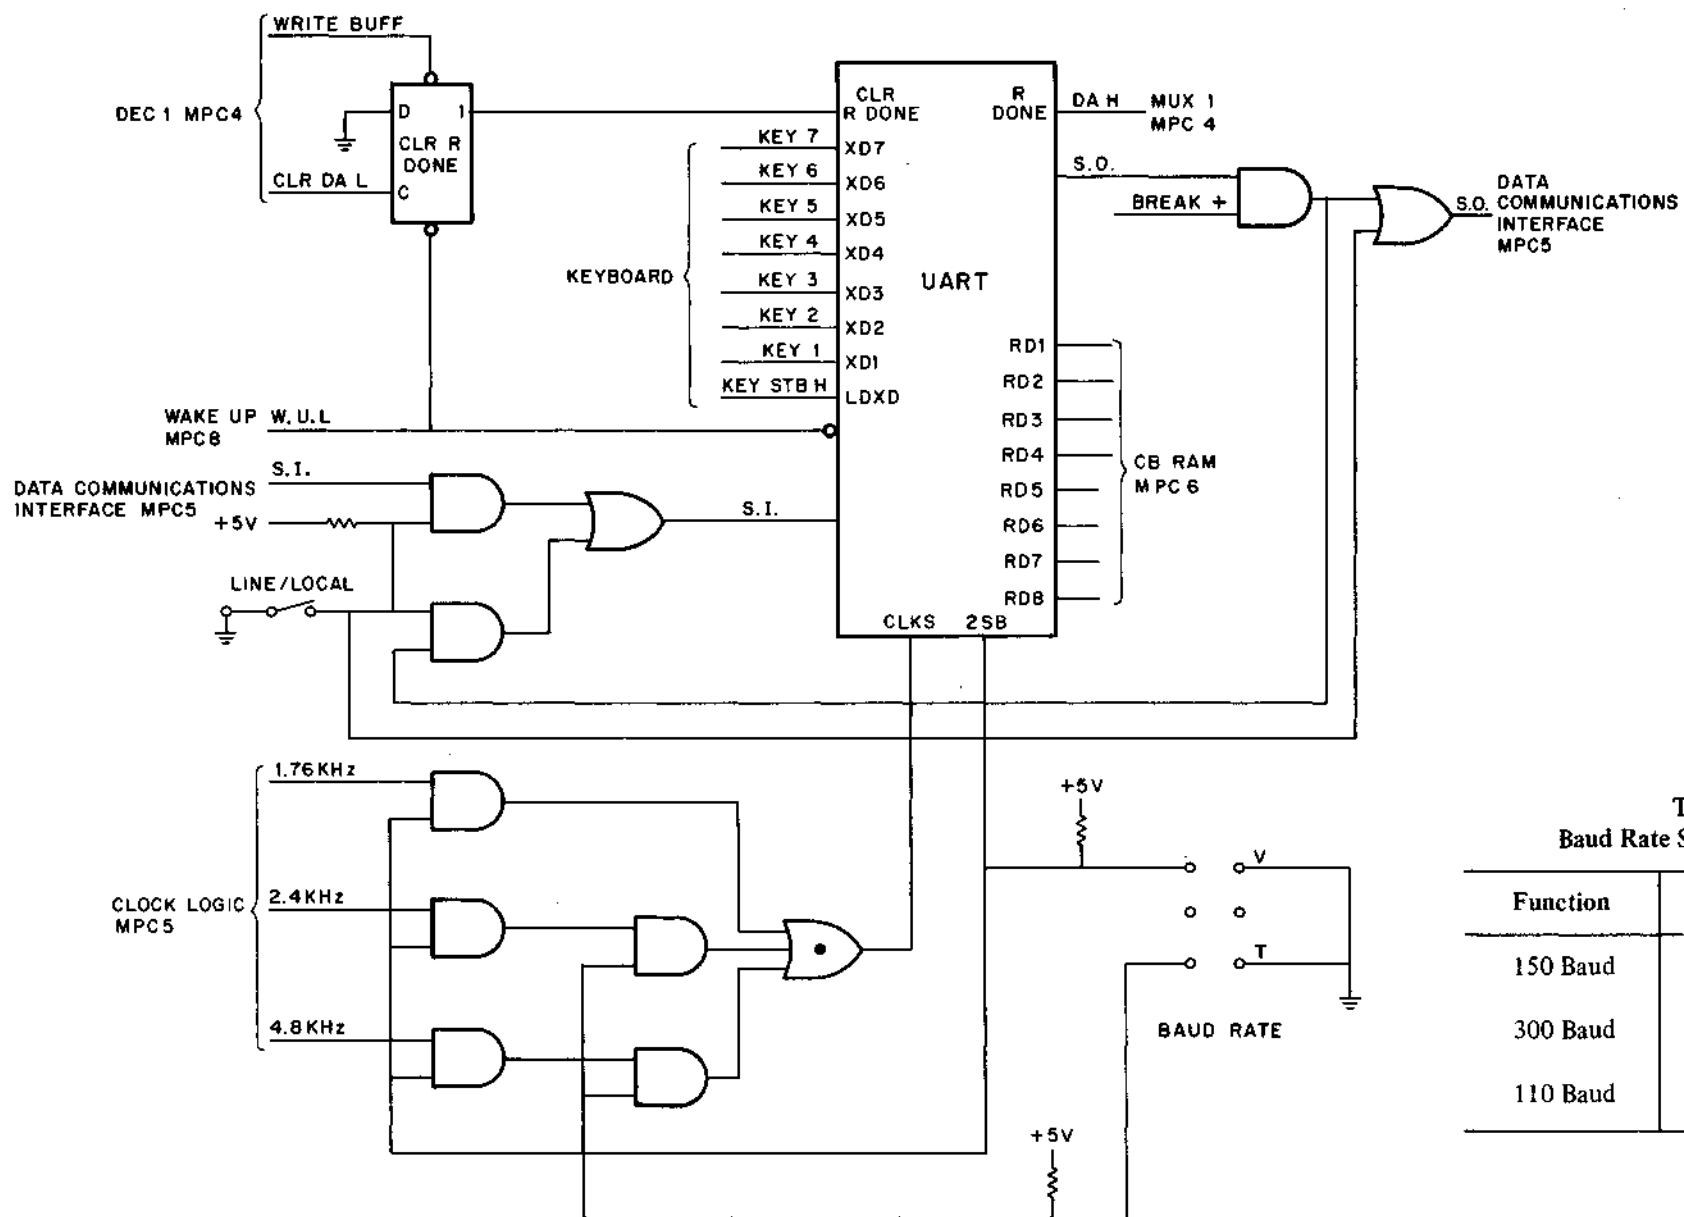 WRITE BUFF
DEC 1 MPC4
D 1
CLR R
DONE
C
CLR DA L
CLR
R DONE
R
DONE
DA H
MUX 1
MPC 4
KEYBOARD
KEY 7
KEY 6
KEY 5
KEY 4
KEY 3
KEY 2
KEY 1
KEY STB H
XD7
XD6
XD5
XD4
XD3
XD2
XD1
LDXD
UART
S.O.
BREAK +
S.O.
DATA
COMMUNICATIONS
INTERFACE
MPC5
RD1
RD2
RD3
RD4
RD5
RD6
RD7
RD8
CB RAM
MPC 6
WAKE UP
MPC8
W.U.L
S.I.
DATA COMMUNICATIONS
INTERFACE MPC5
+5V
S.I.
LINE/LOCAL
CLKS 2SB
1.76KHz
2.4KHz
CLOCK LOGIC
MPC5
4.8KHz
+5V
V
T
BAUD RATE
+5V
T
Baud Rate S
Function
150 Baud
300 Baud
110 Baud